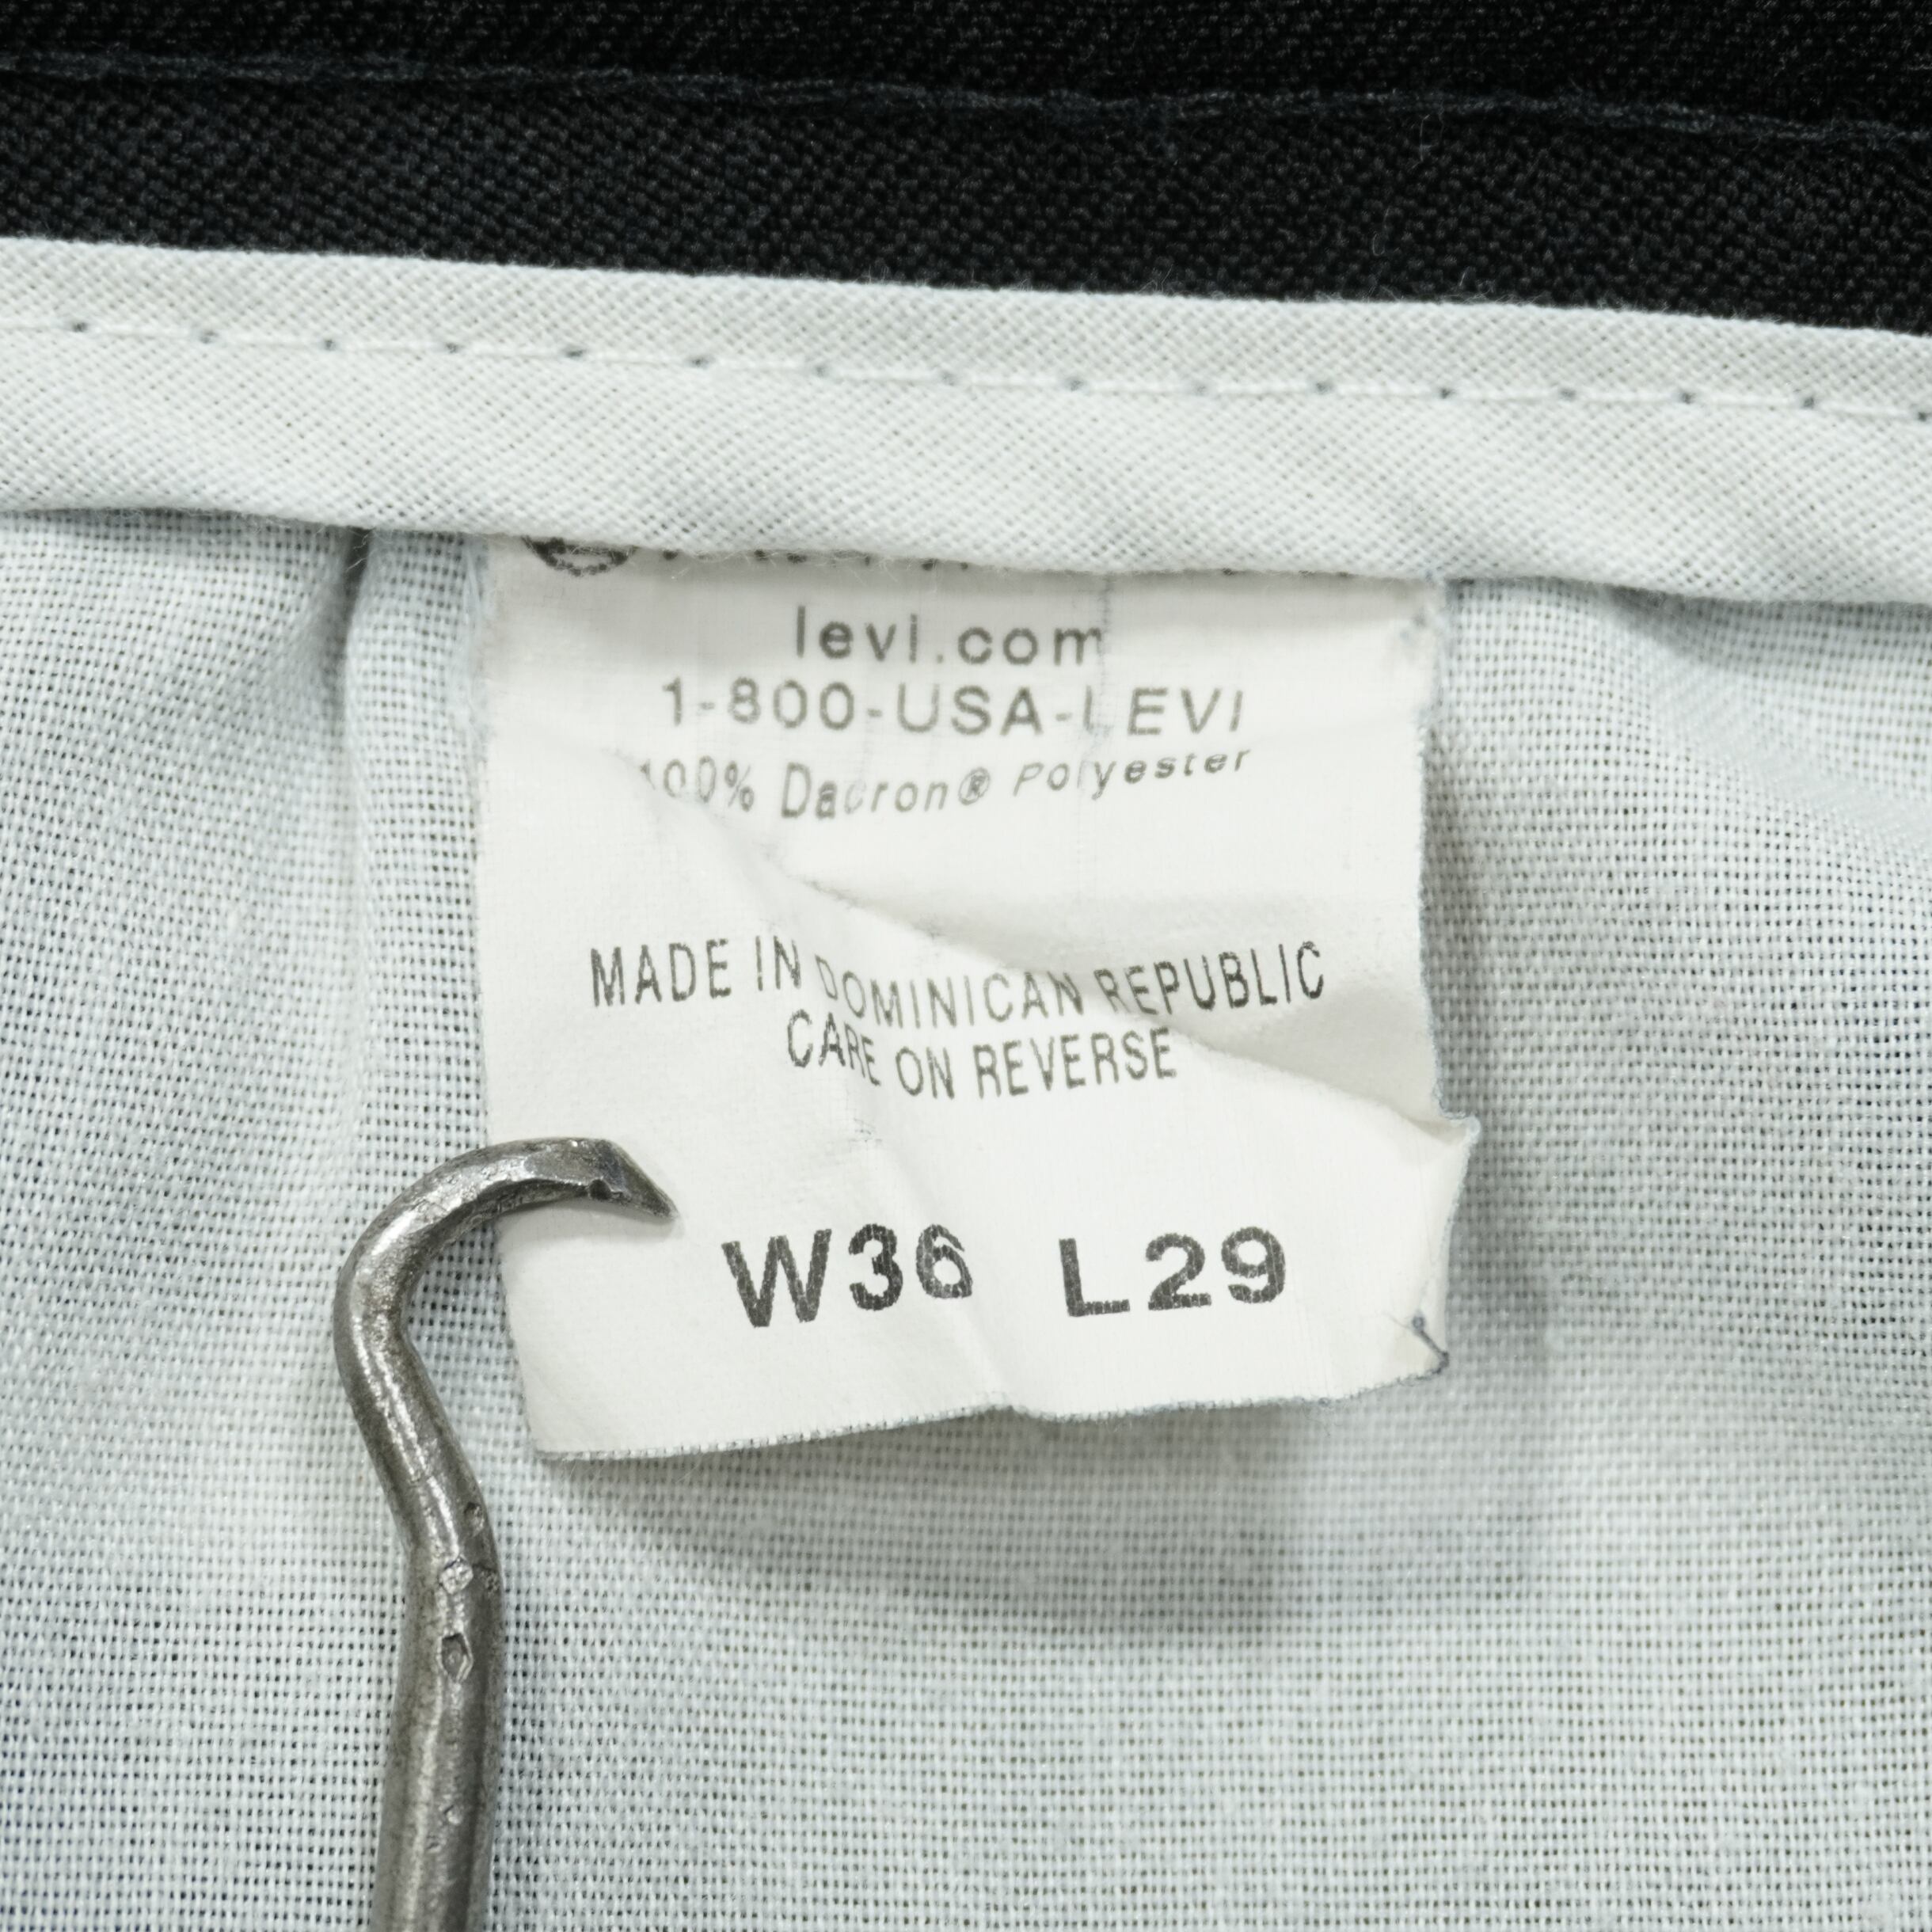 levi.com
1-800-USA-LEVI
100% Dacron® Polyester
MADE IN DOMINICAN REPUBLIC
CARE ON REVERSE
W36 L29